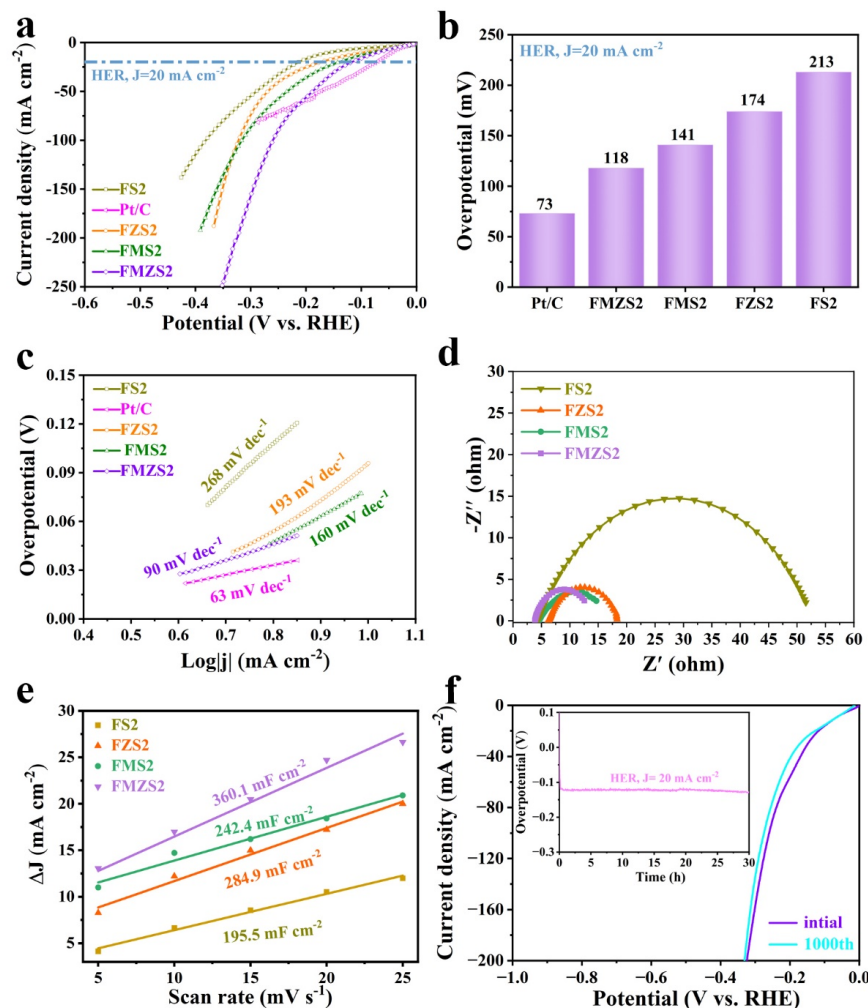 a
0
-50
-100
-150
-200
-250
Current density (mA cm-2)
HER, J=20 mA cm-2
FS2
Pt/C
FZS2
FMS2
FMZS2
-0.6 -0.5 -0.4 -0.3 -0.2 -0.1 0.0
Potential (V vs. RHE)
b
250
200
150
100
50
0
Overpotential (mV)
HER, J=20 mA cm-2
73
118
141
174
213
Pt/C FMZS2 FMS2 FZS2 FS2
c
0.15
0.12
0.09
0.06
0.03
0.00
Overpotential (V)
FS2
Pt/C
FZS2
FMS2
FMZS2
268 mV dec-1
193 mV dec-1
160 mV dec-1
90 mV dec-1
63 mV dec-1
0.4 0.5 0.6 0.7 0.8 0.9 1.0 1.1
Log|j| (mA cm-2)
d
30
25
20
15
10
5
0
-Z'' (ohm)
FS2
FZS2
FMS2
FMZS2
0 5 10 15 20 25 30 35 40 45 50 55 60
Z' (ohm)
e
30
25
20
15
10
5
ΔJ (mA cm-2)
FS2
FZS2
FMS2
FMZS2
360.1 mF cm-2
242.4 mF cm-2
284.9 mF cm-2
195.5 mF cm-2
5 10 15 20 25
Scan rate (mV s-1)
f
0
-40
-80
-120
-160
-200
Current density (mA cm-2)
0.1
0.0
-0.1
-0.2
-0.3
Overpotential (V)
HER, J= 20 mA cm-2
0 5 10 15 20 25 30
Time (h)
intial
1000th
-1.0 -0.8 -0.6 -0.4 -0.2 0.0
Potential (V vs. RHE)